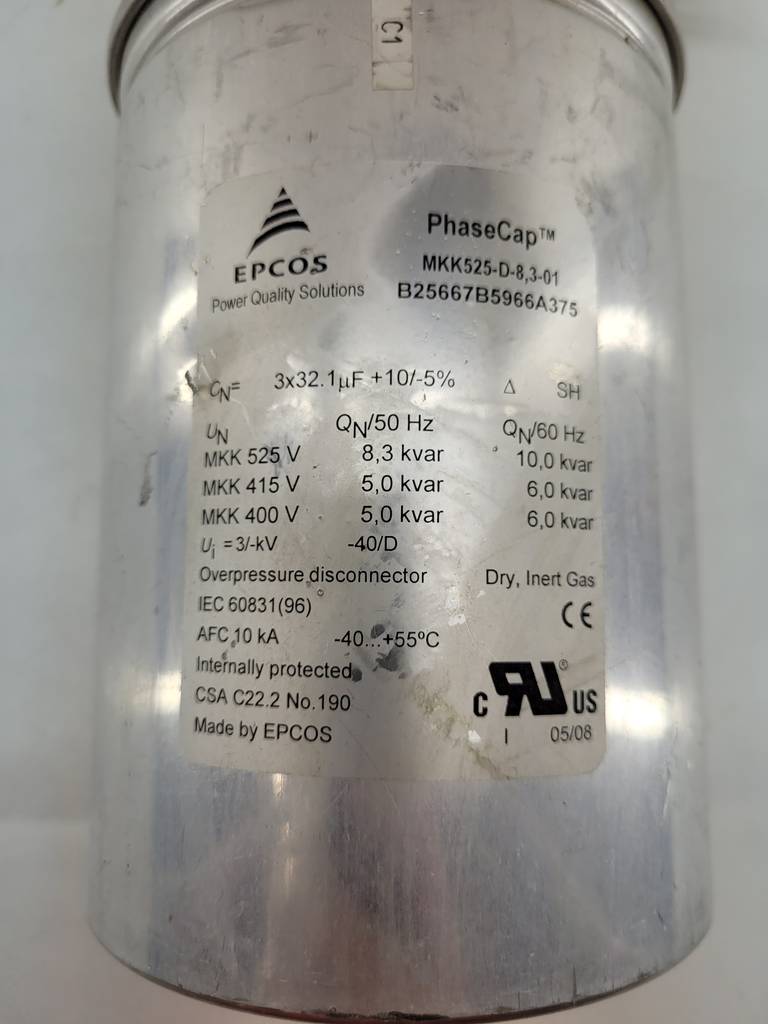 C1
EPCOS
Power Quality Solutions
PhaseCap™
MKK525-D-8,3-01
B25667B5966A375
CN= 3x32.1µF +10/-5% Δ SH
UN QN/50 Hz QN/60 Hz
MKK 525 V 8,3 kvar 10,0 kvar
MKK 415 V 5,0 kvar 6,0 kvar
MKK 400 V 5,0 kvar 6,0 kvar
Ui =3/-kV -40/D
Overpressure disconnector Dry, Inert Gas
IEC 60831(96) CE
AFC 10 kA -40...+55ºC
Internally protected
CSA C22.2 No.190 C RU® US
Made by EPCOS I 05/08